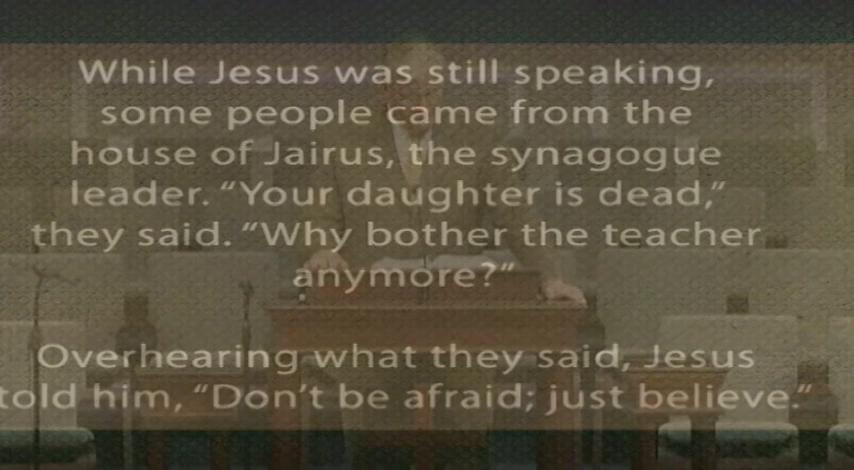 While Jesus was still speaking,
some people came from the
house of Jairus, the synagogue
leader. “Your daughter is dead,”
they said. “Why bother the teacher
anymore?”
Overhearing what they said, Jesus
told him, “Don’t be afraid; just believe.”